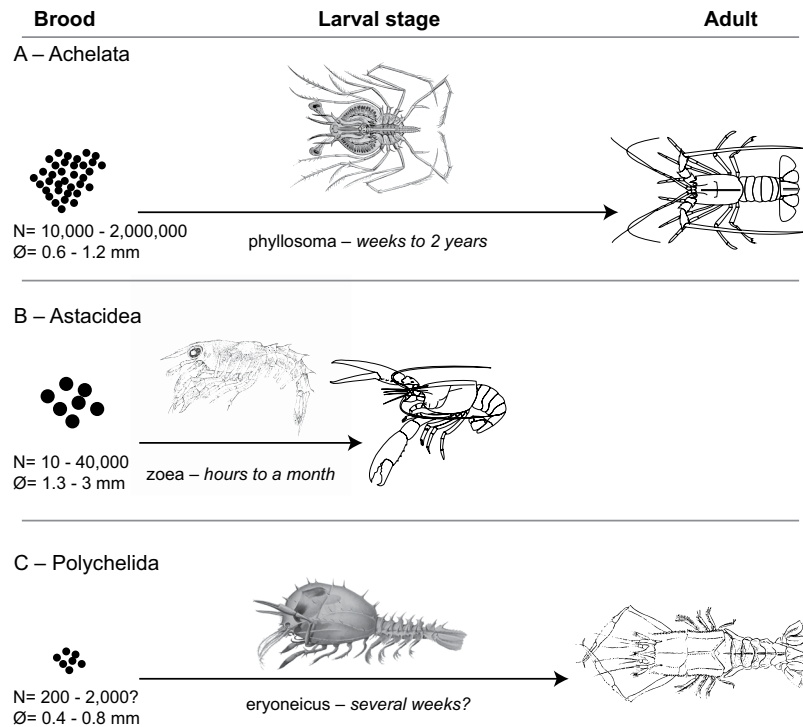 Brood Larval stage Adult
A – Achelata
N= 10,000 - 2,000,000
Ø= 0.6 - 1.2 mm
phyllosoma – weeks to 2 years
B – Astacidea
N= 10 - 40,000
Ø= 1.3 - 3 mm
zoea – hours to a month
C – Polychelida
N= 200 - 2,000?
Ø= 0.4 - 0.8 mm
eryoneicus – several weeks?